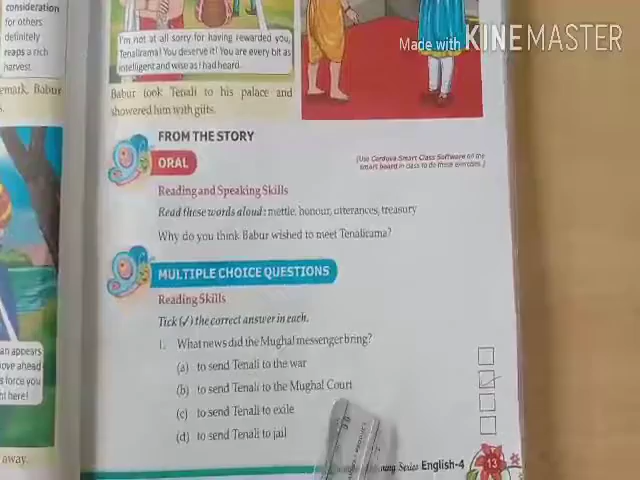 consideration
for others
definitely
reaps a rich
harvest.
emark, Babur
s.
an appears
ove ahead
s force you
ht here!
away.
I'm not at all sorry for having rewarded you,
Tenalirama! You deserve it! You are every bit as
intelligent and wise as I had heard.
Babur took Tenali to his palace and
showered him with gifts.
Made with KINEMASTER
FROM THE STORY
ORAL
[Use Cordova Smart Class Software on the
smart board in class to do these exercises.]
Reading and Speaking Skills
Read these words aloud: mettle, honour, utterances, treasury
Why do you think Babur wished to meet Tenalirama?
MULTIPLE CHOICE QUESTIONS
Reading Skills
Tick (✓) the correct answer in each.
1. What news did the Mughal messenger bring?
(a) to send Tenali to the war
(b) to send Tenali to the Mughal Court
(c) to send Tenali to exile
(d) to send Tenali to jail
Series English-4 13